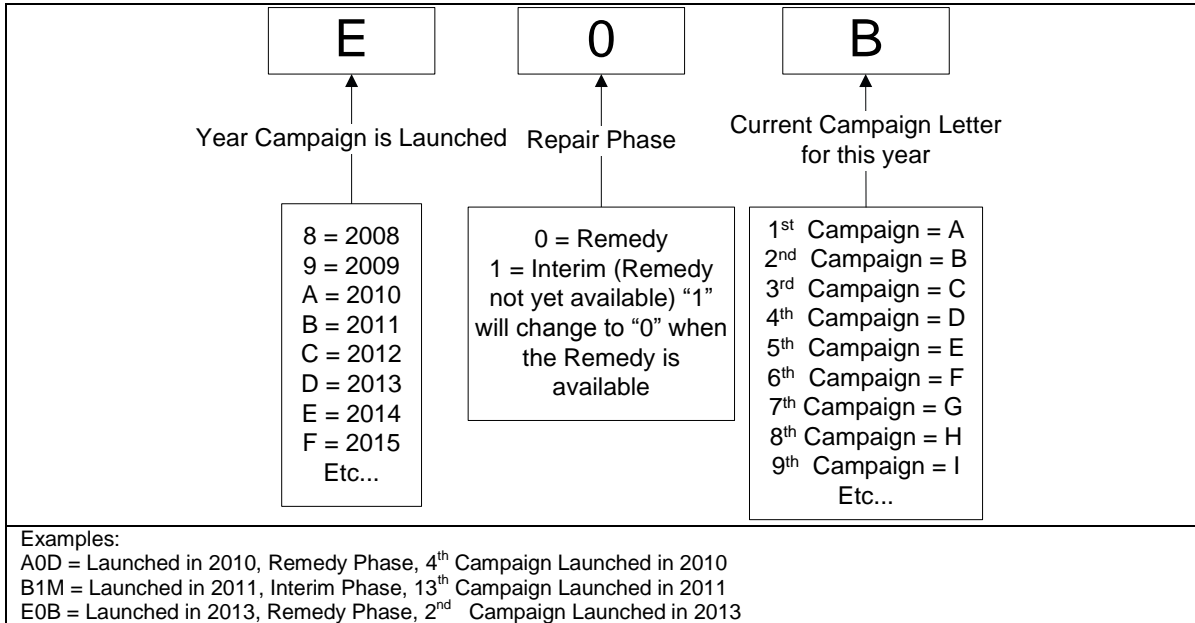 E 0 B
Year Campaign is Launched
Repair Phase
Current Campaign Letter
for this year
8 = 2008
9 = 2009
A = 2010
B = 2011
C = 2012
D = 2013
E = 2014
F = 2015
Etc...
0 = Remedy
1 = Interim (Remedy
not yet available) “1”
will change to “0” when
the Remedy is
available
1st Campaign = A
2nd Campaign = B
3rd Campaign = C
4th Campaign = D
5th Campaign = E
6th Campaign = F
7th Campaign = G
8th Campaign = H
9th Campaign = I
Etc...
Examples:
A0D = Launched in 2010, Remedy Phase, 4th Campaign Launched in 2010
B1M = Launched in 2011, Interim Phase, 13th Campaign Launched in 2011
E0B = Launched in 2013, Remedy Phase, 2nd Campaign Launched in 2013